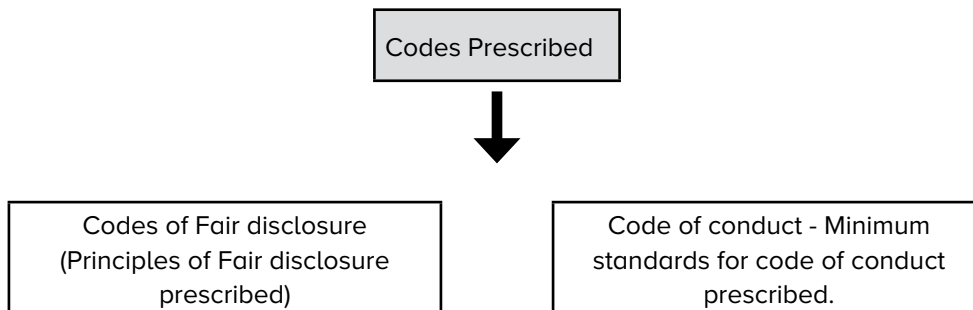 Codes Prescribed
Codes of Fair disclosure
(Principles of Fair disclosure
prescribed)
Code of conduct - Minimum
standards for code of conduct
prescribed.